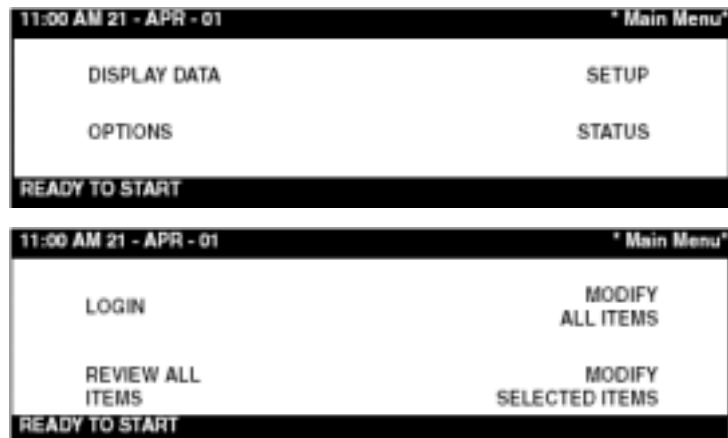 11:00 AM 21 - APR - 01 * Main Menu*
DISPLAY DATA SETUP
OPTIONS STATUS
READY TO START
11:00 AM 21 - APR - 01 * Main Menu*
LOGIN MODIFY
ALL ITEMS
REVIEW ALL MODIFY
ITEMS SELECTED ITEMS
READY TO START